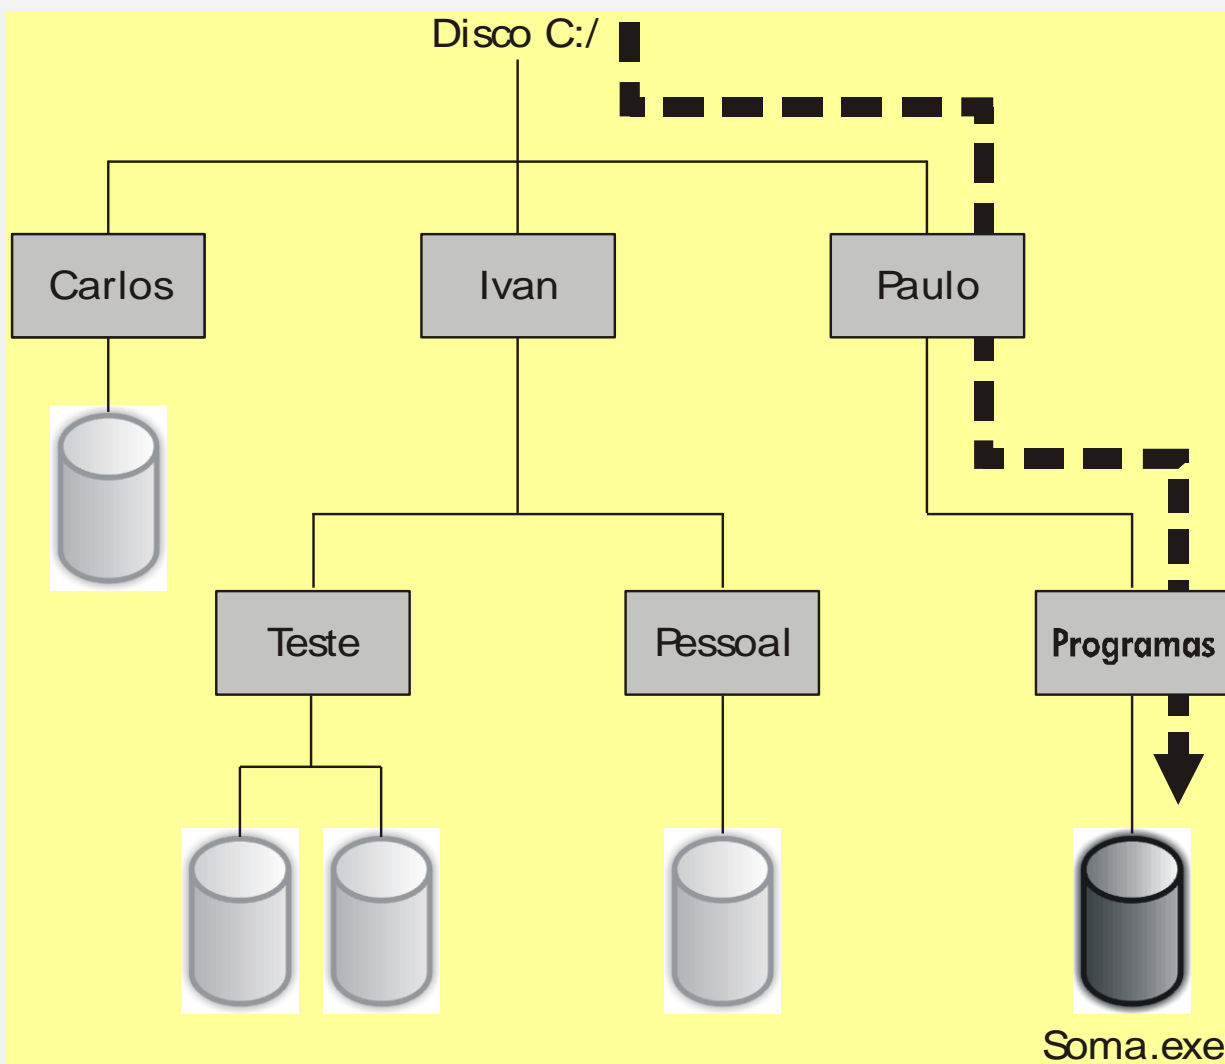 Disco C:/
Carlos
Ivan
Paulo
Teste
Pessoal
Programas
Soma.exe